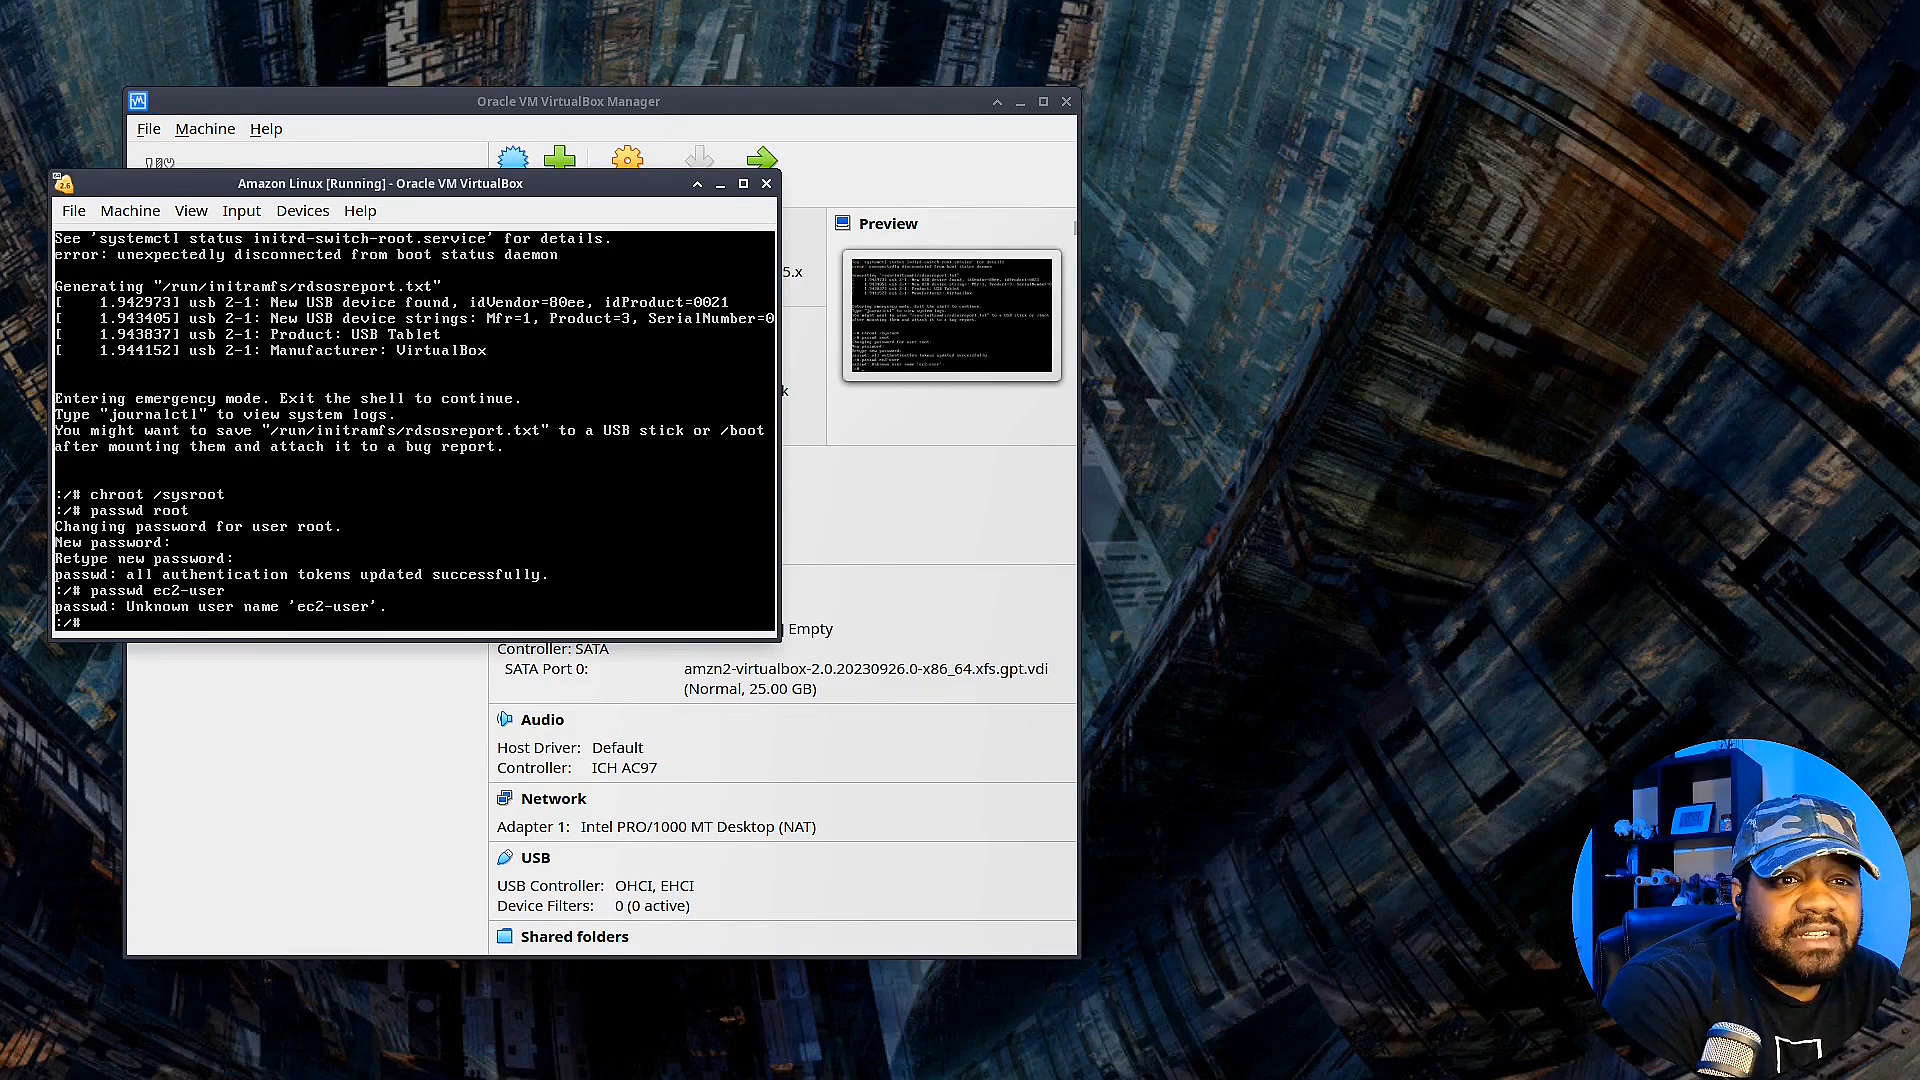 Oracle VM VirtualBox Manager
File Machine Help
Amazon Linux [Running] - Oracle VM VirtualBox
2.6
File Machine View Input Devices Help
See 'systemctl status initrd-switch-root.service' for details.
error: unexpectedly disconnected from boot status daemon
Generating "/run/initramfs/rdsosreport.txt"
[    1.942973] usb 2-1: New USB device found, idVendor=80ee, idProduct=0021
[    1.943405] usb 2-1: New USB device strings: Mfr=1, Product=3, SerialNumber=0
[    1.943837] usb 2-1: Product: USB Tablet
[    1.944152] usb 2-1: Manufacturer: VirtualBox
Entering emergency mode. Exit the shell to continue.
Type "journalctl" to view system logs.
You might want to save "/run/initramfs/rdsosreport.txt" to a USB stick or /boot
after mounting them and attach it to a bug report.
:/# chroot /sysroot
:/# passwd root
Changing password for user root.
New password:
Retype new password:
passwd: all authentication tokens updated successfully.
:/# passwd ec2-user
passwd: Unknown user name 'ec2-user'.
:/#
Preview
5.x
k
Empty
Controller: SATA
SATA Port 0: amzn2-virtualbox-2.0.20230926.0-x86_64.xfs.gpt.vdi
(Normal, 25.00 GB)
Audio
Host Driver: Default
Controller: ICH AC97
Network
Adapter 1: Intel PRO/1000 MT Desktop (NAT)
USB
USB Controller: OHCI, EHCI
Device Filters: 0 (0 active)
Shared folders